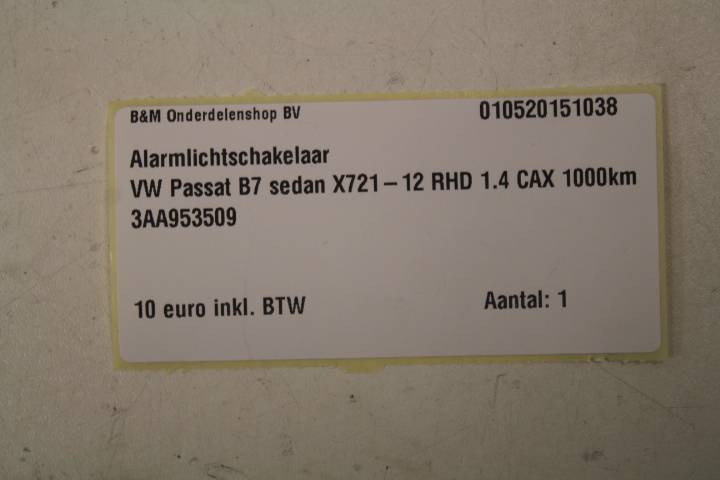 B&M Onderdelenshop BV 010520151038
Alarmlichtschakelaar
VW Passat B7 sedan X721-12 RHD 1.4 CAX 1000km
3AA953509
10 euro inkl. BTW Aantal: 1